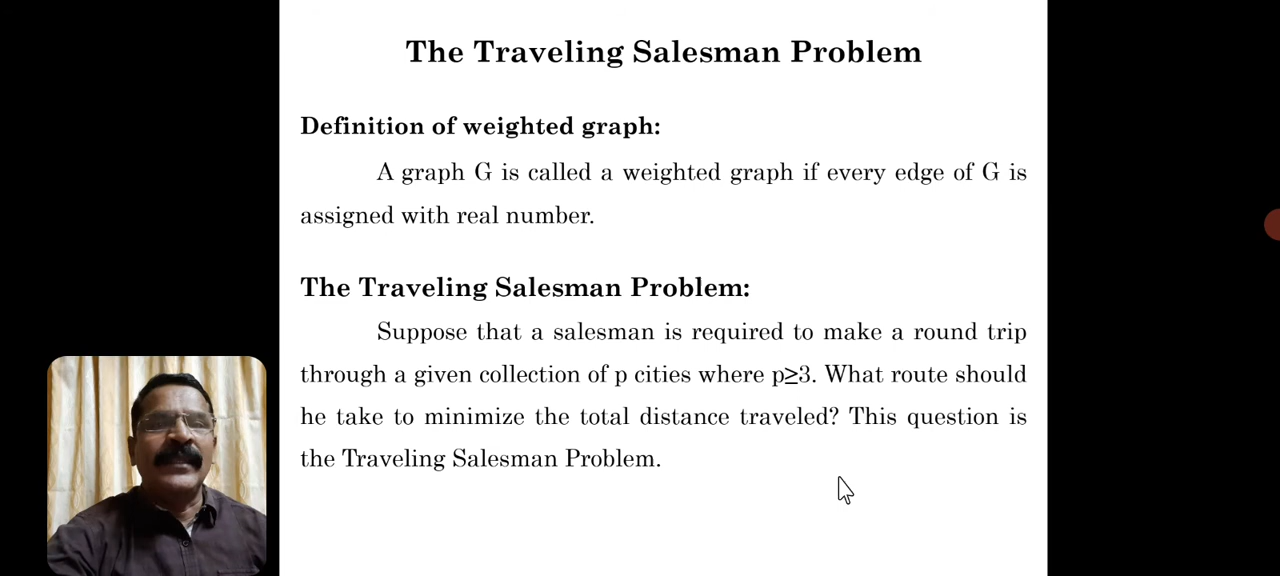 The Traveling Salesman Problem
Definition of weighted graph:
A graph G is called a weighted graph if every edge of G is
assigned with real number.
The Traveling Salesman Problem:
Suppose that a salesman is required to make a round trip
through a given collection of p cities where p≥3. What route should
he take to minimize the total distance traveled? This question is
the Traveling Salesman Problem.